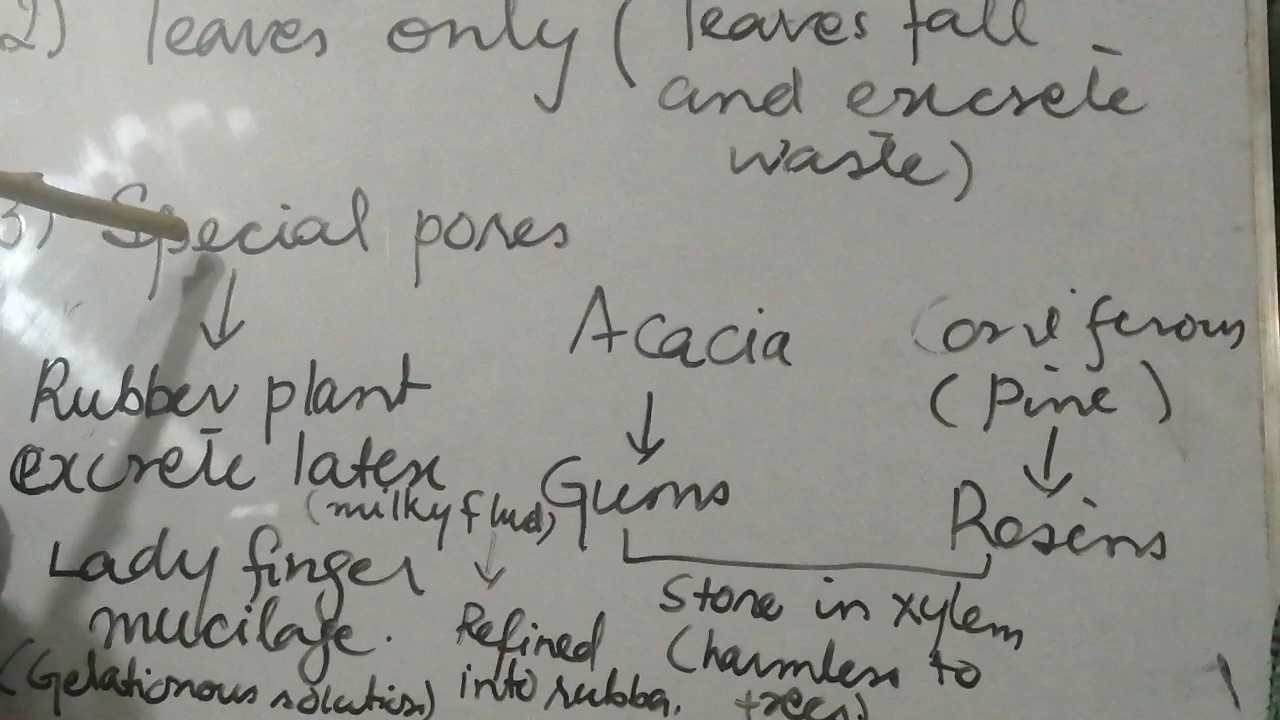 2) leaves only ( leaves fall
and excrete
waste)
3) Special pores
↓
Rubber plant
excrete latex
(milky fluid)
↓
Refined
into rubber.
Lady finger
mucilage.
(Gelationous solution)
Acacia
↓
Gums
Coniferous
(Pine)
↓
Resins
Store in xylem
(harmless to
trees)